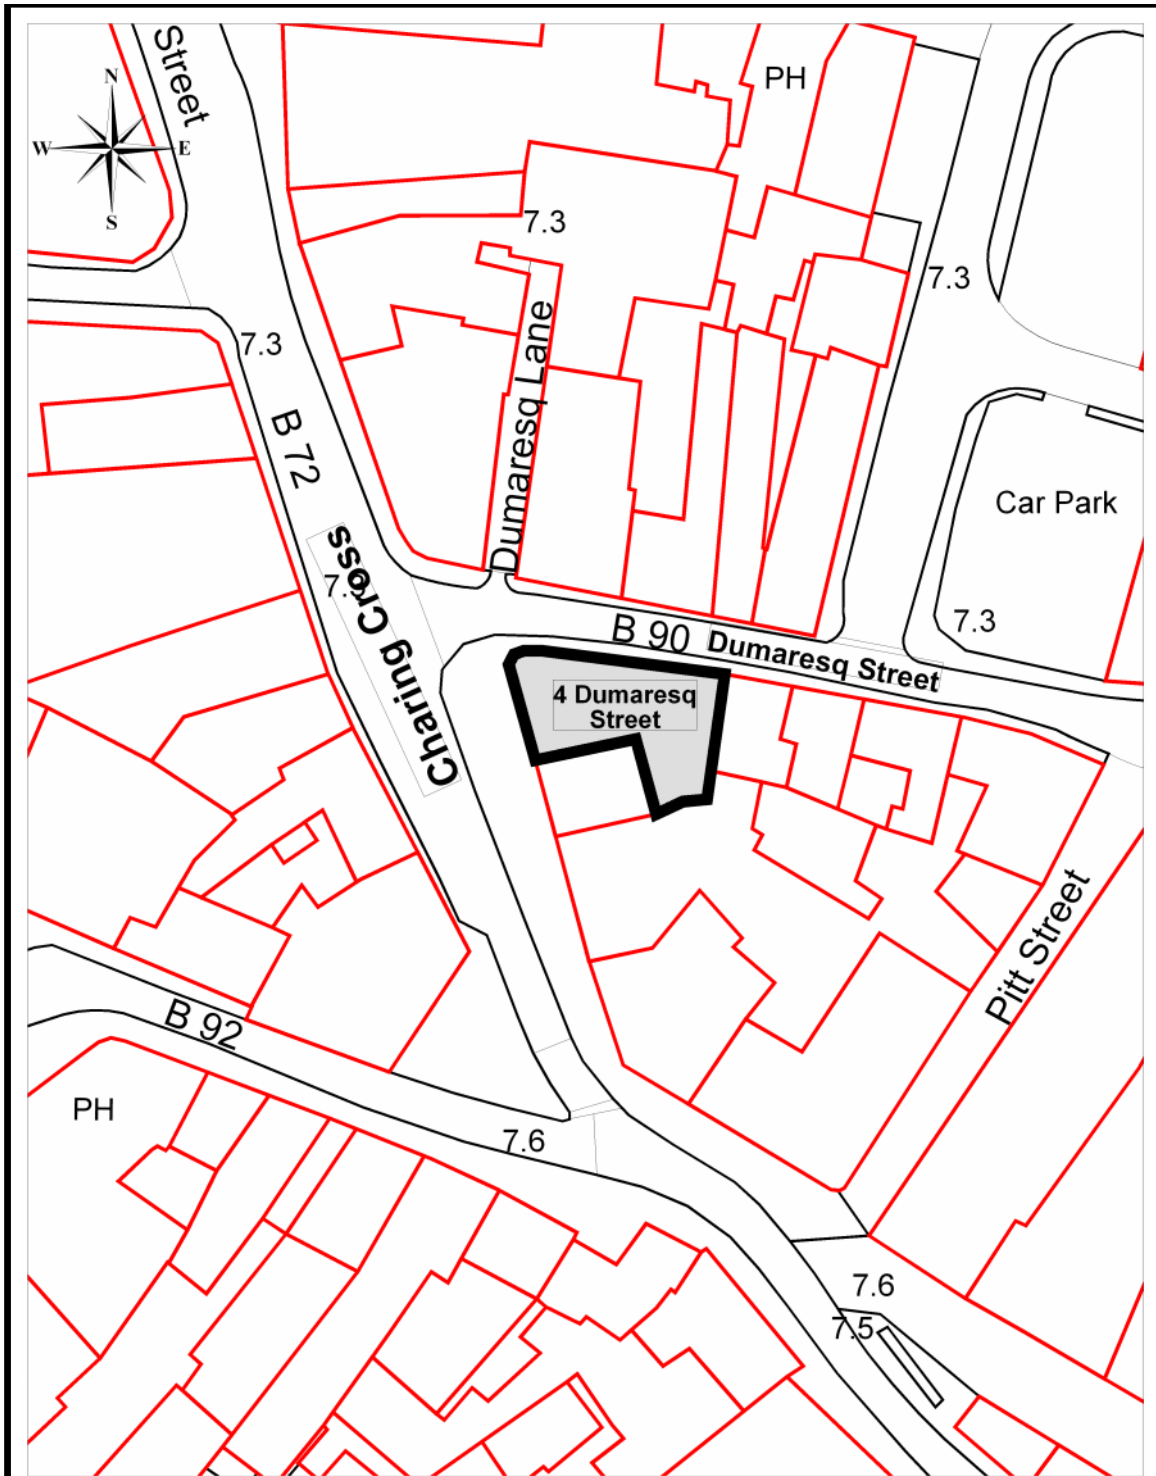 Street
N
W E
S
PH
7.3
7.3
7.3
Dumaresq Lane
B 72
Car Park
Charing Cross
7.3
B 90 Dumaresq Street
4 Dumaresq
Street
Pitt Street
B 92
PH
7.6
7.6
7.5